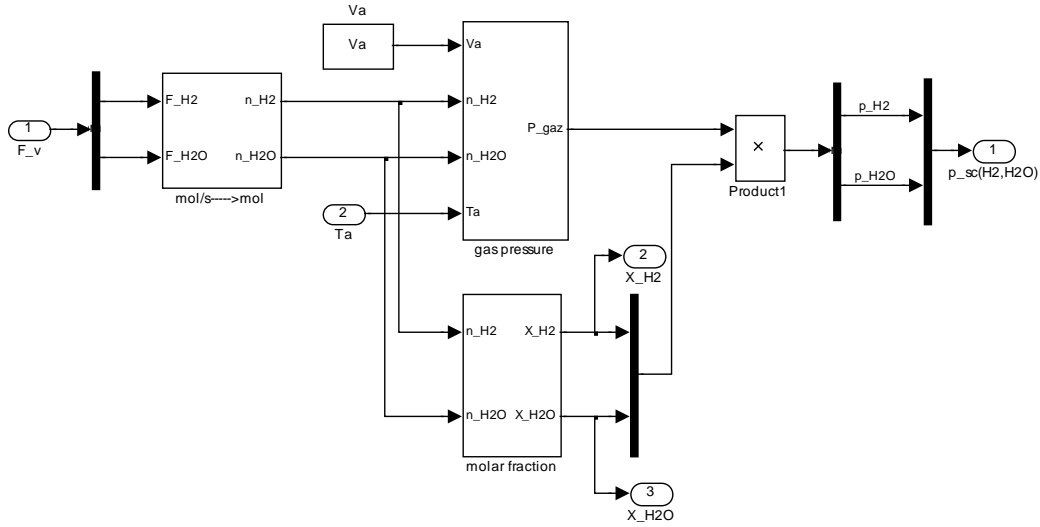 Va
Va
Va
F_H2
n_H2
n_H2
p_H2
P_gaz
1
F_v
F_H2O
n_H2O
n_H2O
×
1
p_sc(H2,H2O)
mol/s----->mol
Product1
p_H2O
2
Ta
Ta
gas pressure
2
X_H2
n_H2
X_H2
n_H2O
X_H2O
molar fraction
3
X_H2O